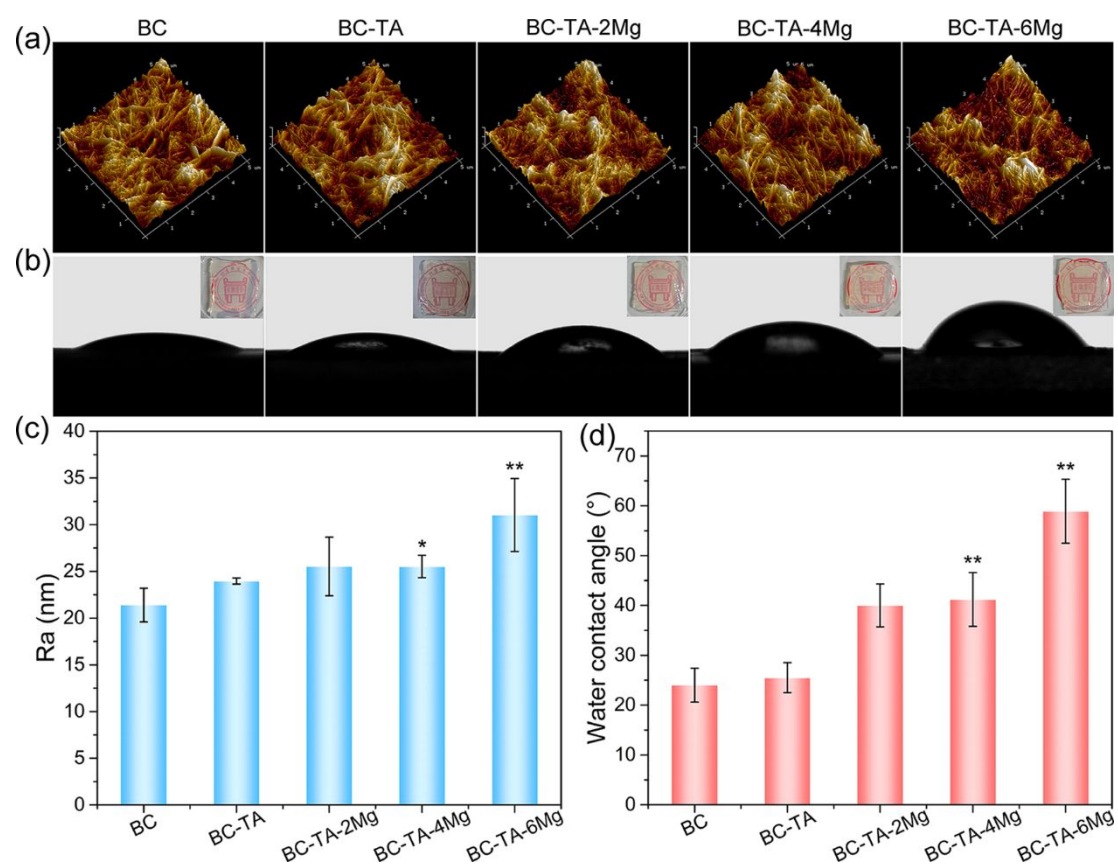 (a)
BC
BC-TA
BC-TA-2Mg
BC-TA-4Mg
BC-TA-6Mg
(b)
(c)
Ra (nm)
40
35
30
25
20
15
10
5
0
*
**
BC
BC-TA
BC-TA-2Mg
BC-TA-4Mg
BC-TA-6Mg
(d)
Water contact angle (°)
70
60
50
40
30
20
10
0
**
**
BC
BC-TA
BC-TA-2Mg
BC-TA-4Mg
BC-TA-6Mg